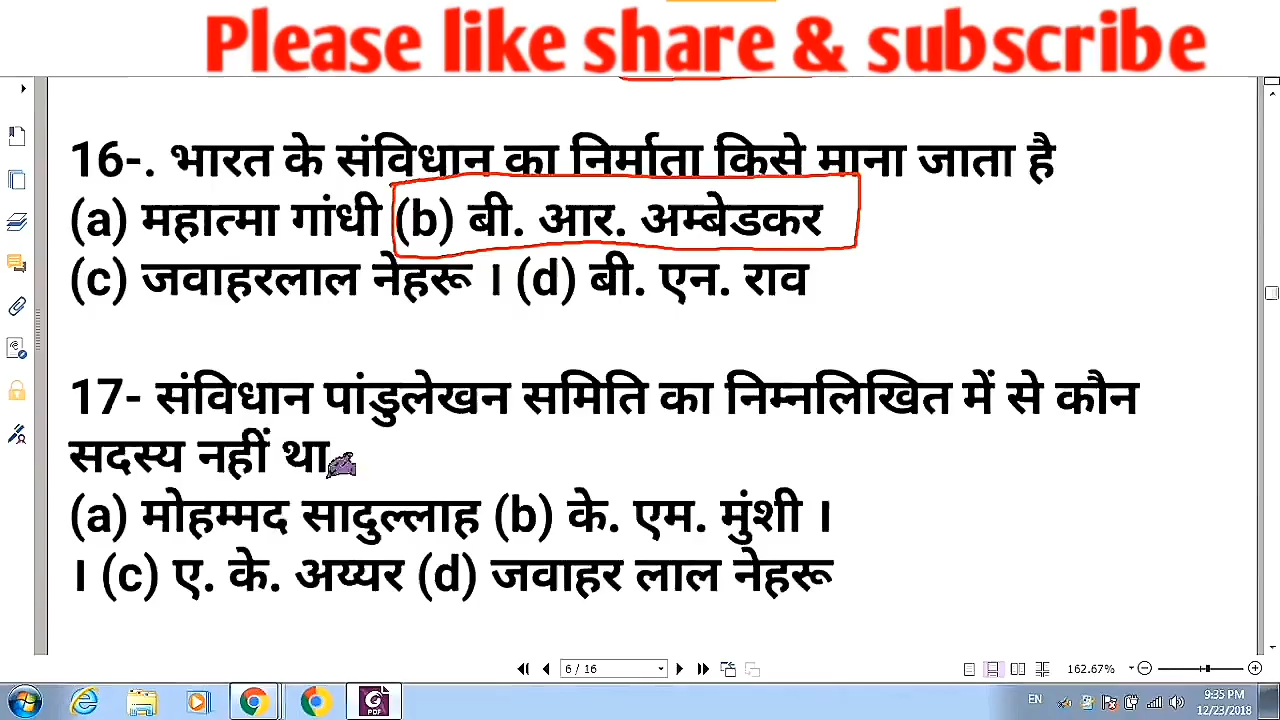 Please like share & subscribe
16-. भारत के संविधान का निर्माता किसे माना जाता है
(a) महात्मा गांधी (b) बी. आर. अम्बेडकर
(c) जवाहरलाल नेहरू । (d) बी. एन. राव
17- संविधान पांडुलेखन समिति का निम्नलिखित में से कौन
सदस्य नहीं था
(a) मोहम्मद सादुल्लाह (b) के. एम. मुंशी ।
। (c) ए. के. अय्यर (d) जवाहर लाल नेहरू
6 / 16
162.67%
PDF
EN
9:35 PM
12/23/2018